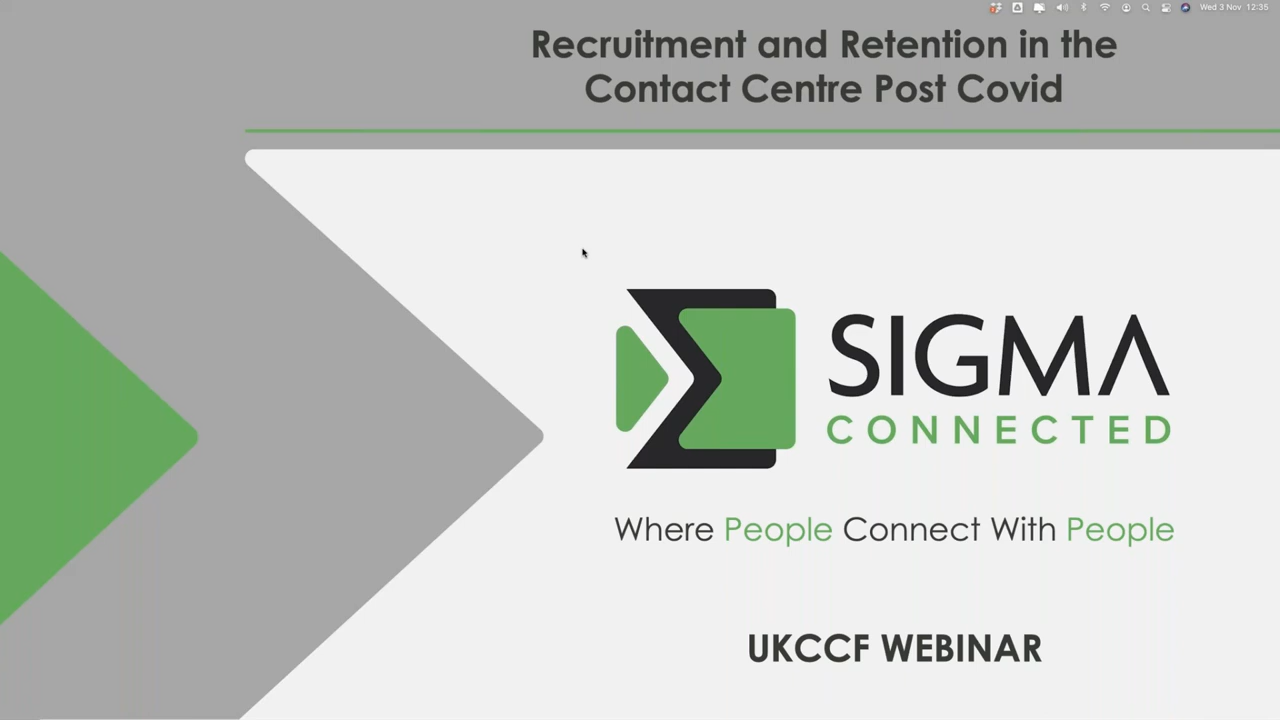 Wed 3 Nov 12:35
Recruitment and Retention in the
Contact Centre Post Covid
SIGMA
CONNECTED
Where People Connect With People
UKCCF WEBINAR